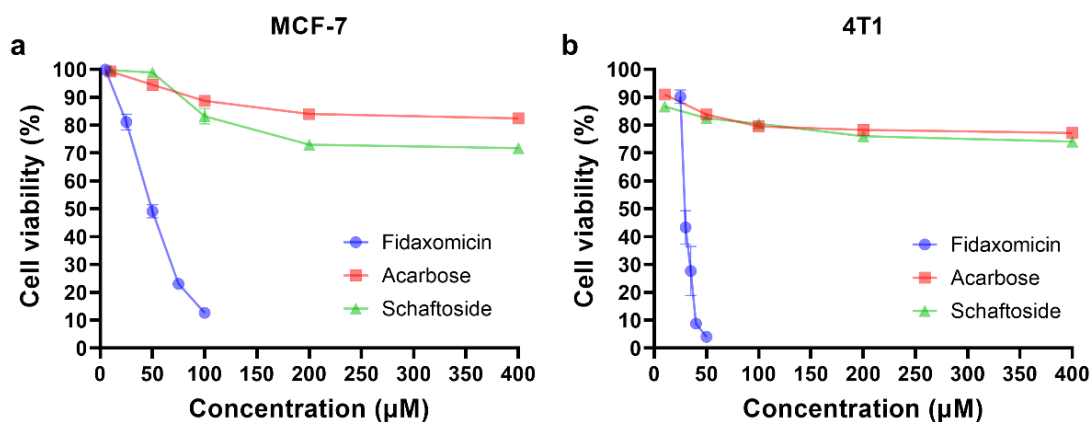 a
MCF-7
Cell viability (%)
100
90
80
70
60
50
40
30
20
10
0
0 50 100 150 200 250 300 350 400
Concentration (µM)
Fidaxomicin
Acarbose
Schaftoside
b
4T1
Cell viability (%)
100
90
80
70
60
50
40
30
20
10
0
0 50 100 150 200 250 300 350 400
Concentration (µM)
Fidaxomicin
Acarbose
Schaftoside